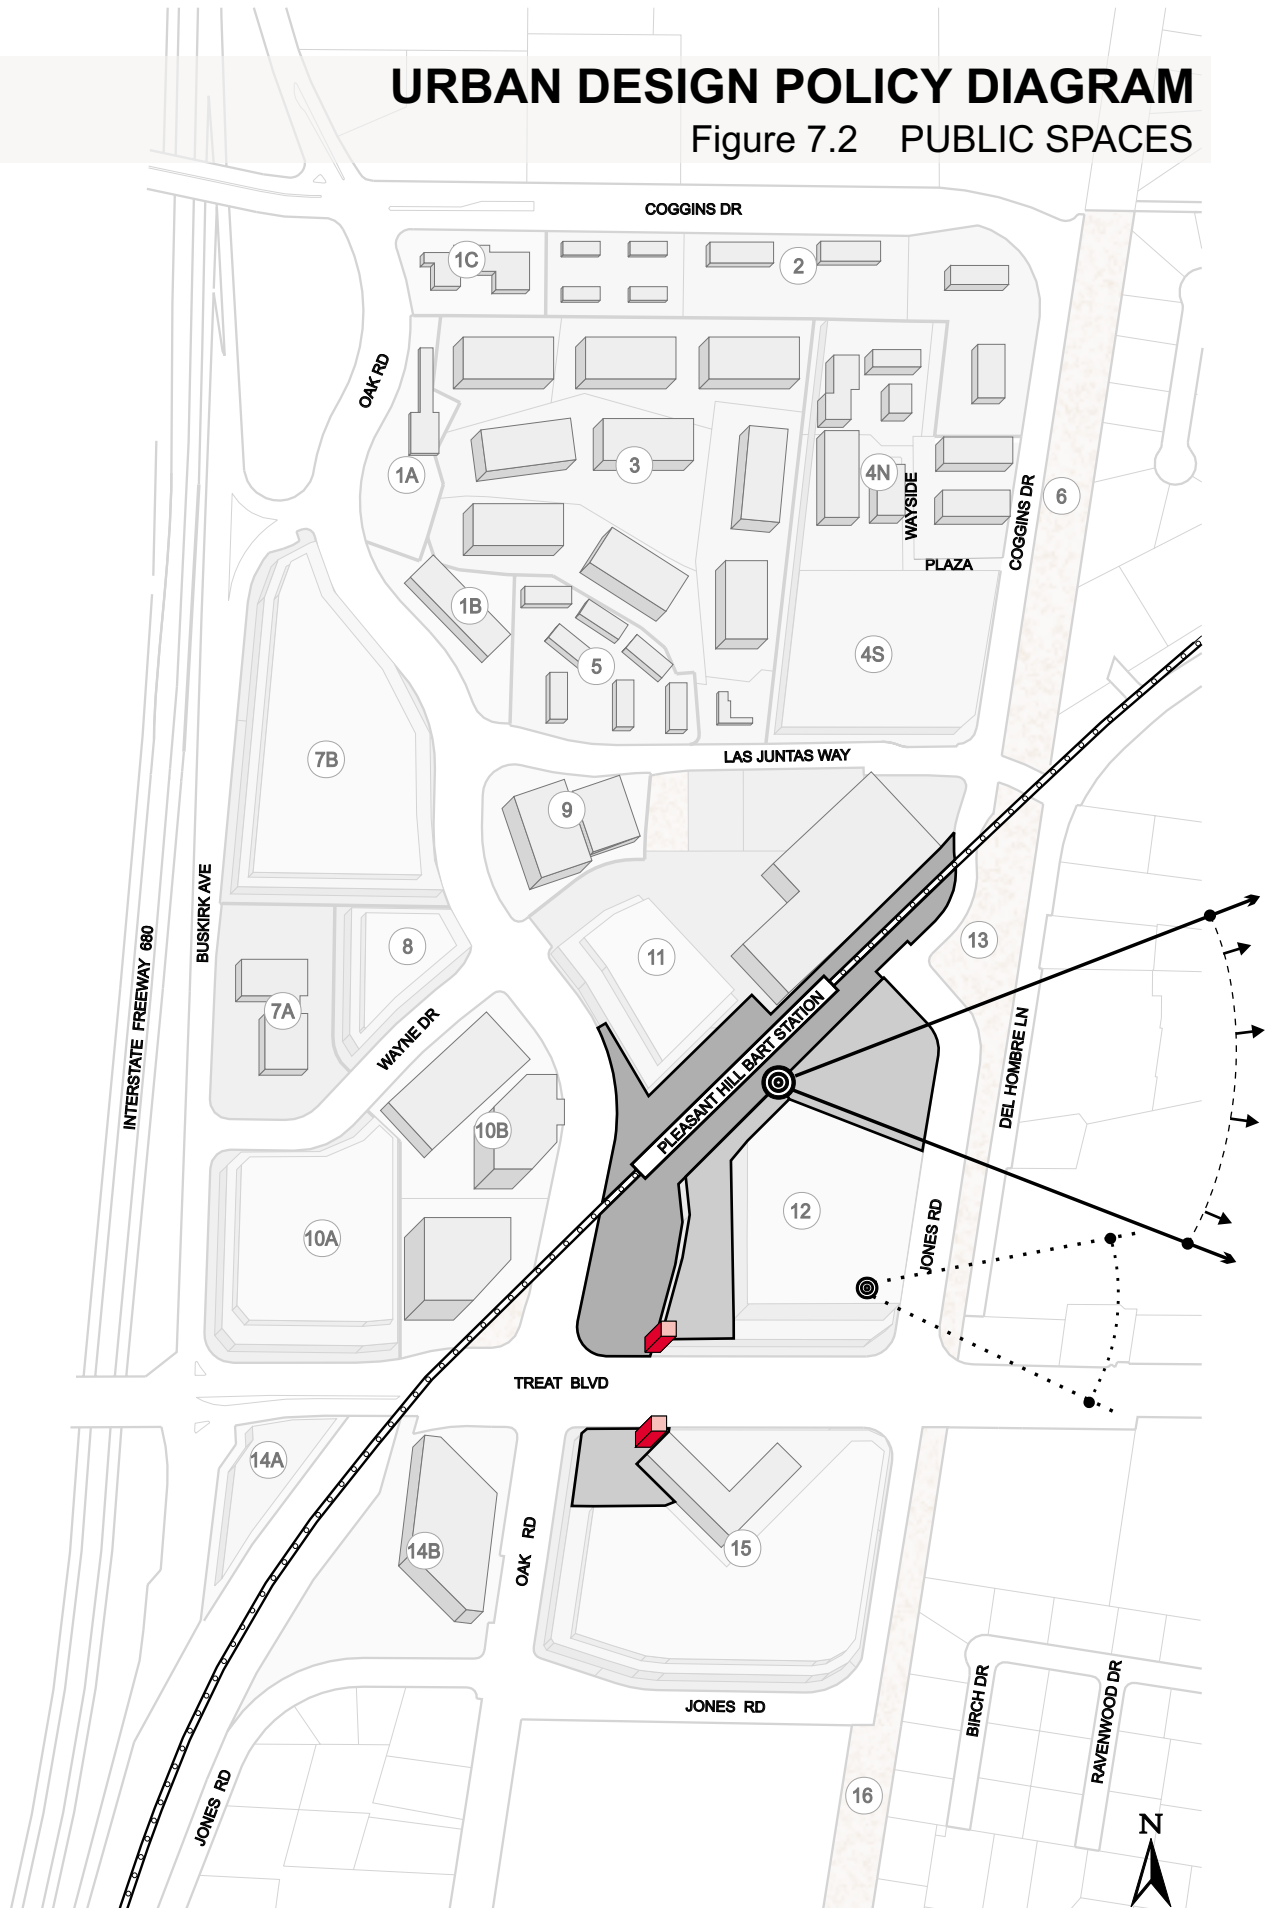 URBAN DESIGN POLICY DIAGRAM
Figure 7.2 PUBLIC SPACES
COGGINS DR
1C
2
OAK RD
3
1A
4N
WAYSIDE
COGGINS DR
6
PLAZA
1B
5
4S
7B
LAS JUNTAS WAY
9
BUSKIRK AVE
INTERSTATE FREEWAY 680
8
11
13
7A
WAYNE DR
PLEASANT HILL BART STATION
DEL HOMBRE LN
10B
12
10A
JONES RD
TREAT BLVD
14A
14B
OAK RD
15
JONES RD
BIRCH DR
RAVENWOOD DR
JONES RD
16
N